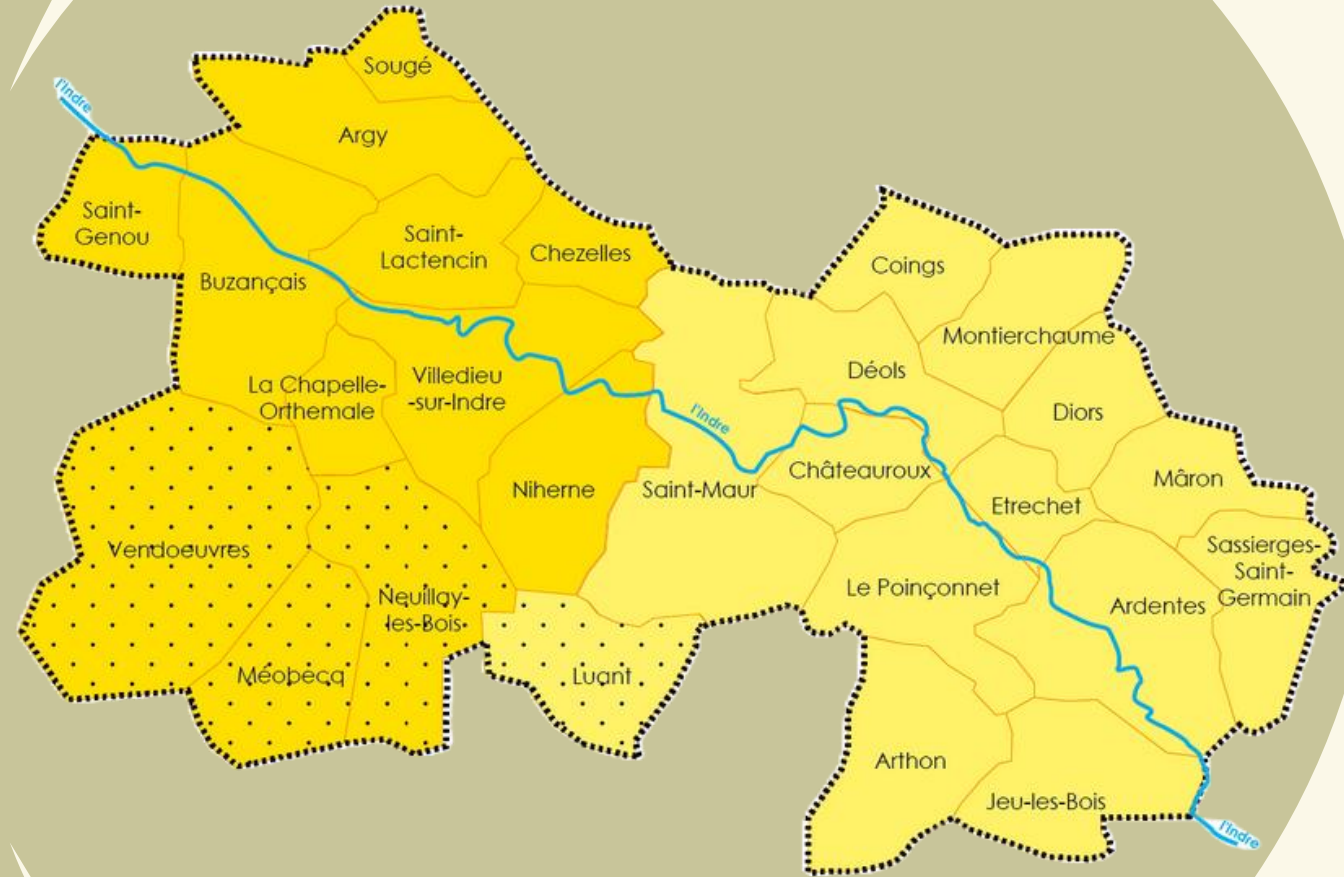 l'Indre
Sougé
Argy
Saint-
Genou
Saint-
Lactencin
Chezelles
Buzançais
Coings
Montierchaume
La Chapelle-
Orthemale
Villedieu
-sur-Indre
Déols
Diors
l'Indre
Niherne
Saint-Maur
Châteauroux
Etrechet
Mâron
Vendoeuvres
Neuillay-
les-Bois
Le Poinçonnet
Ardentes
Sassierges-
Saint-
Germain
Méobecq
Luant
Arthon
Jeu-les-Bois
l'Indre